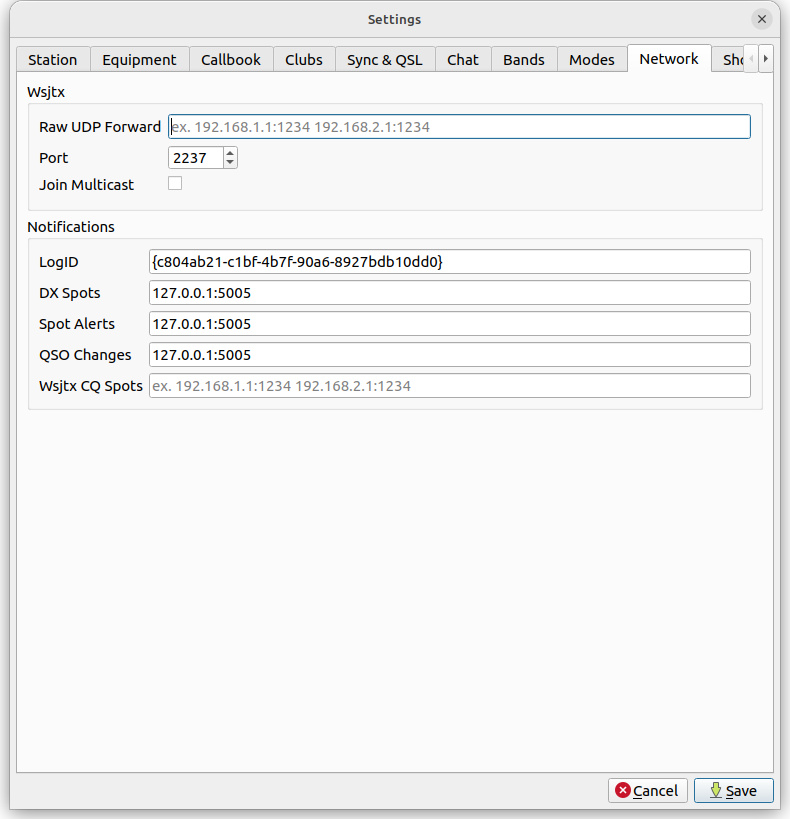 Settings
Station Equipment Callbook Clubs Sync & QSL Chat Bands Modes Network
Wsjtx
Raw UDP Forward ex. 192.168.1.1:1234 192.168.2.1:1234
Port 2237
Join Multicast
Notifications
LogID {c804ab21-c1bf-4b7f-90a6-8927bdb10dd0}
DX Spots 127.0.0.1:5005
Spot Alerts 127.0.0.1:5005
QSO Changes 127.0.0.1:5005
Wsjtx CQ Spots ex. 192.168.1.1:1234 192.168.2.1:1234
Cancel Save